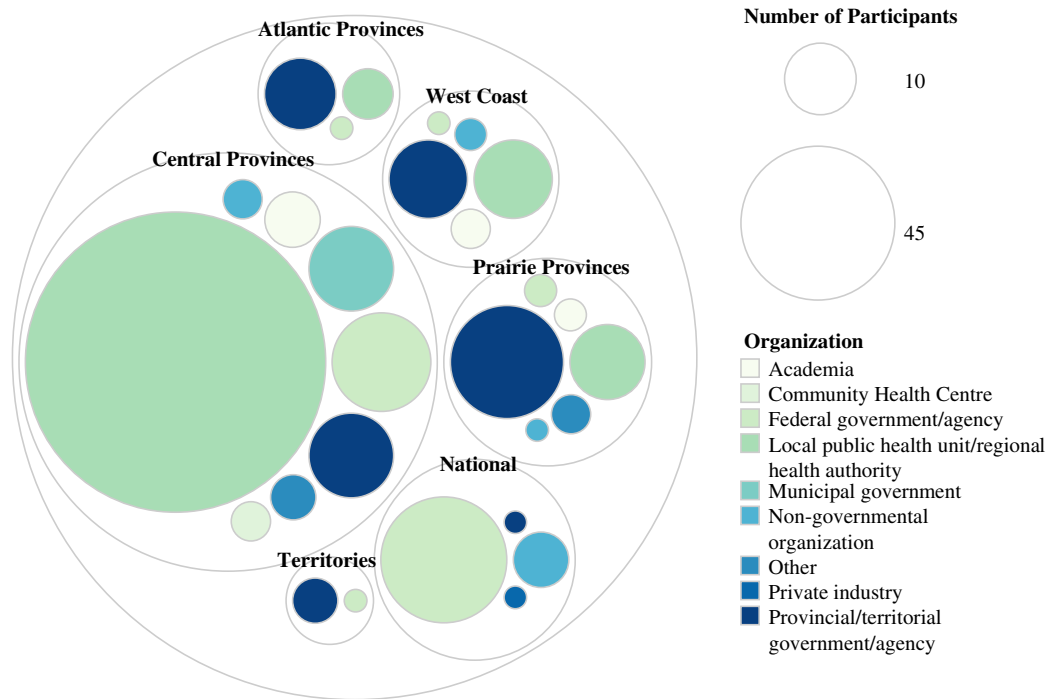 Number of Participants
Atlantic Provinces
10
West Coast
Central Provinces
45
Prairie Provinces
Organization
Academia
Community Health Centre
Federal government/agency
Local public health unit/regional
health authority
National
Municipal government
Non-governmental
organization
Territories
Other
Private industry
Provincial/territorial
government/agency